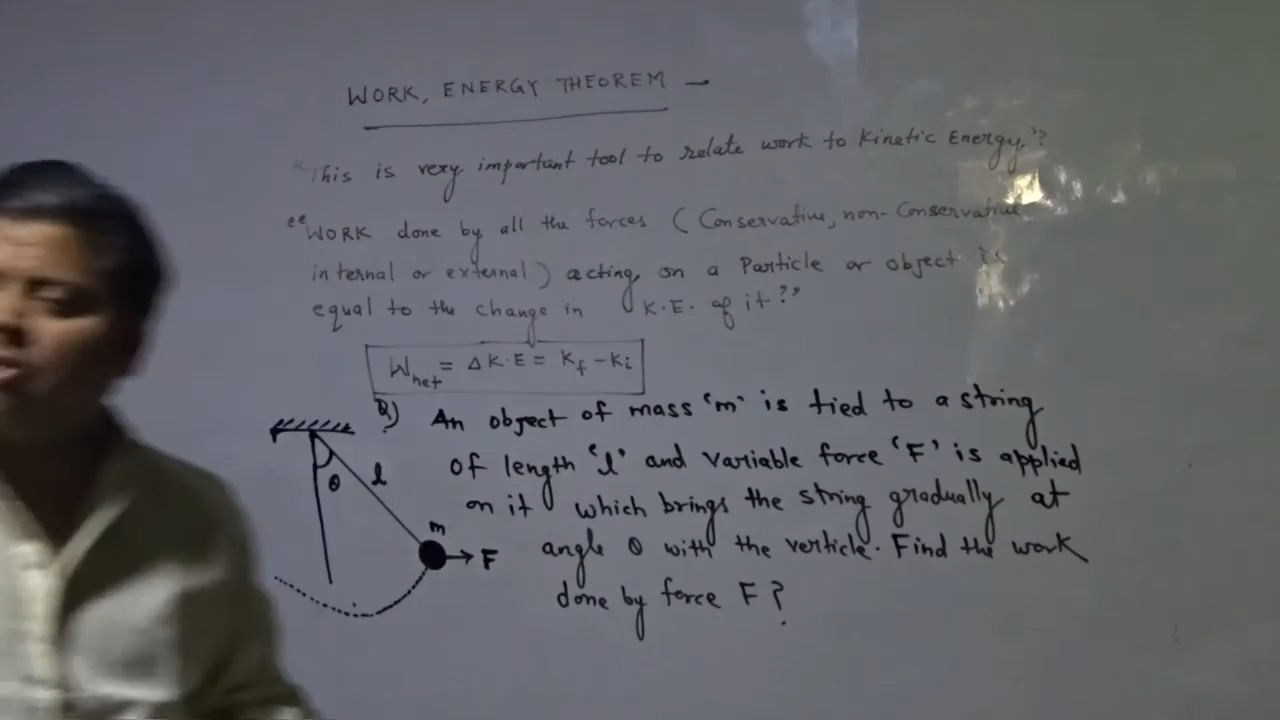 WORK, ENERGY THEOREM —
"This is very important tool to relate work to Kinetic Energy"?
"WORK done by all the forces (Conservative, non-Conservative
internal or external) acting on a Particle or object is
equal to the change in K.E. of it?"
W_net = ΔK.E = K_f - K_i
Q) An object of mass 'm' is tied to a string
of length 'l' and variable force 'F' is applied
on it which brings the string gradually at
angle θ with the verticle. Find the work
done by force F?
θ
l
m
F